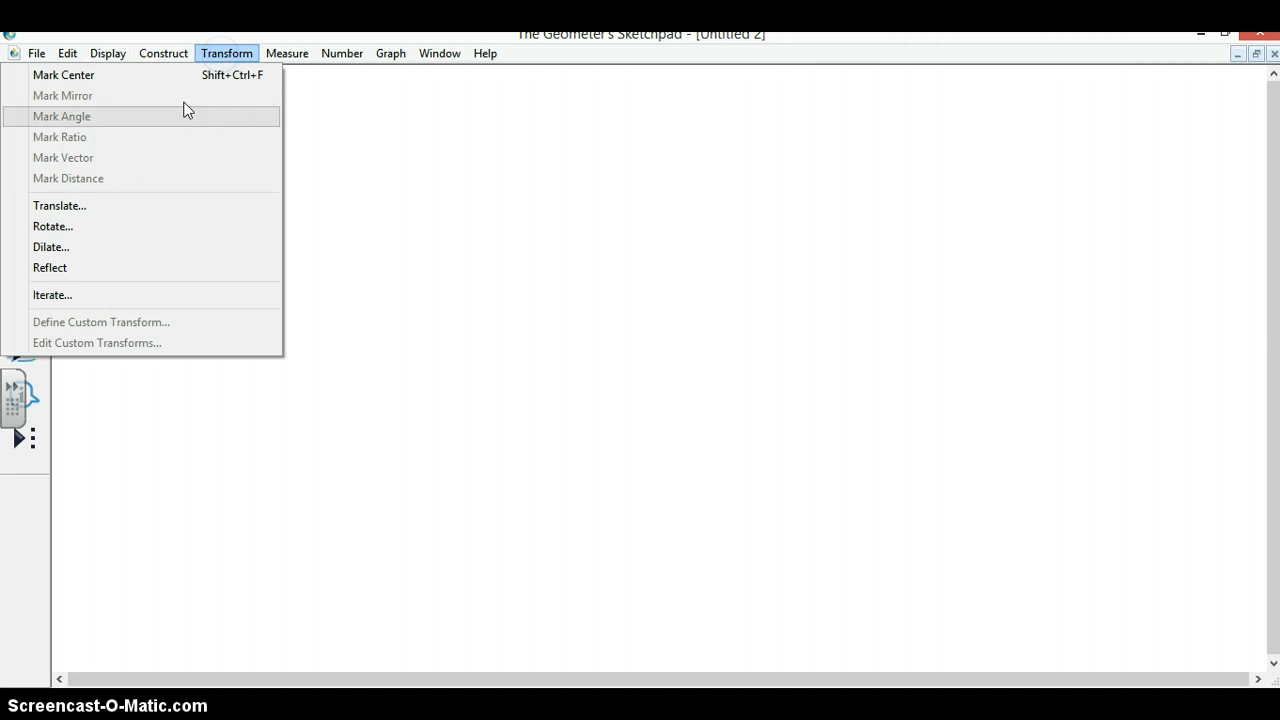 The Geometer's Sketchpad - [Untitled 2]
File Edit Display Construct Transform Measure Number Graph Window Help
Mark Center Shift+Ctrl+F
Mark Mirror
Mark Angle
Mark Ratio
Mark Vector
Mark Distance
Translate...
Rotate...
Dilate...
Reflect
Iterate...
Define Custom Transform...
Edit Custom Transforms...
Screencast-O-Matic.com